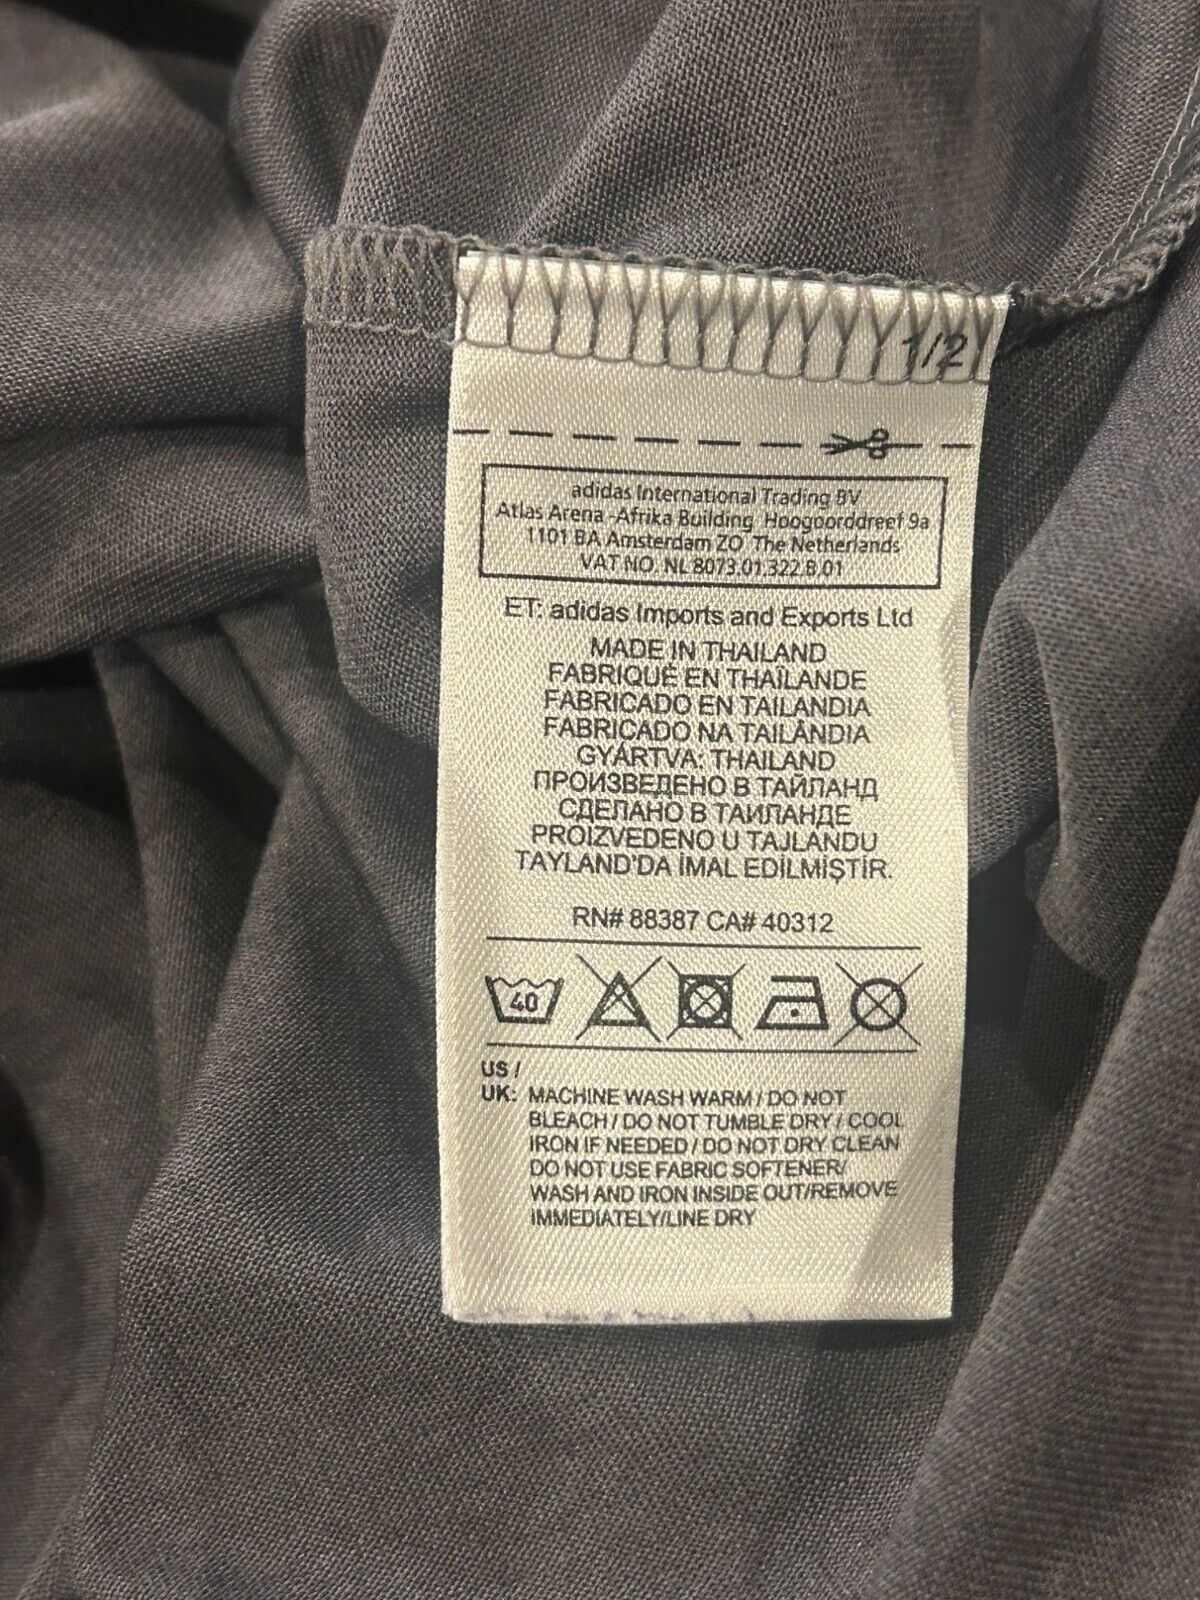 1/2
adidas International Trading BV
Atlas Arena -Afrika Building, Hoogoorddreef 9a
1101 BA Amsterdam ZO, The Netherlands
VAT NO. NL 8073.01.322.B.01
ET: adidas Imports and Exports Ltd
MADE IN THAILAND
FABRIQUÉ EN THAÏLANDE
FABRICADO EN TAILANDIA
FABRICADO NA TAILÂNDIA
GYÁRTVA: THAILAND
ПРОИЗВЕДЕНО В ТАЙЛАНД
СДЕЛАНО В ТАИЛАНДЕ
PROIZVEDENO U TAJLANDU
TAYLAND'DA İMAL EDİLMİŞTİR.
RN# 88387 CA# 40312
40
US /
UK: MACHINE WASH WARM / DO NOT
BLEACH / DO NOT TUMBLE DRY / COOL
IRON IF NEEDED / DO NOT DRY CLEAN
DO NOT USE FABRIC SOFTENER/
WASH AND IRON INSIDE OUT/REMOVE
IMMEDIATELY/LINE DRY